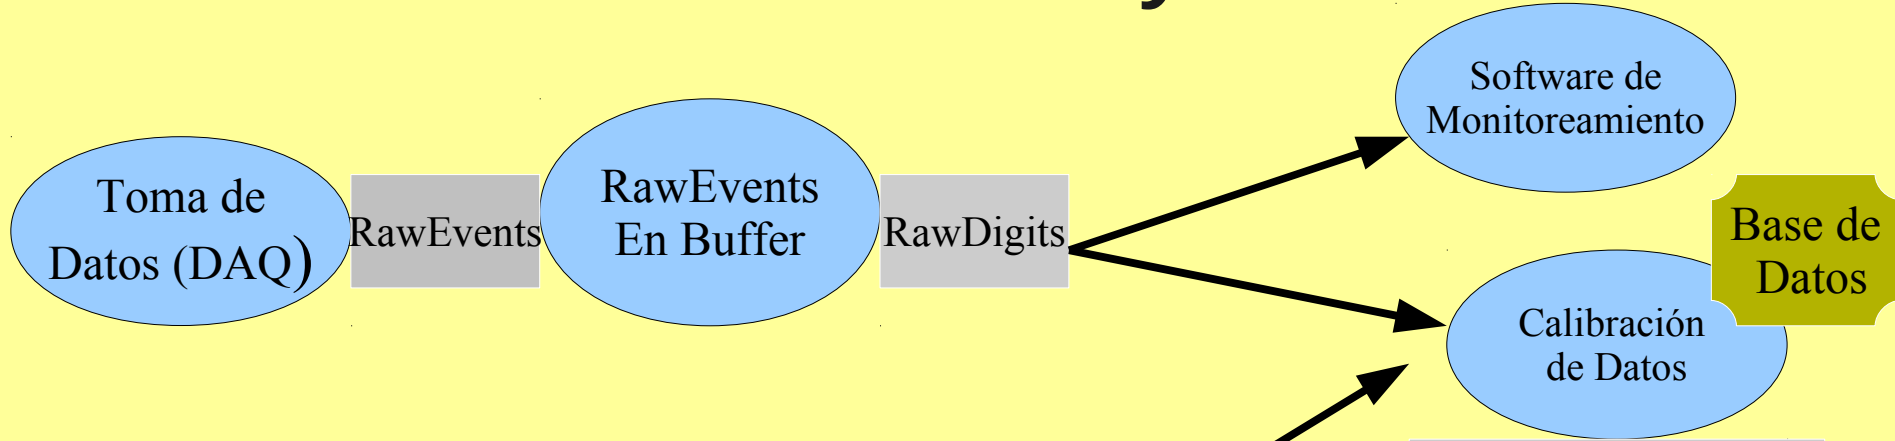 Toma de
Datos (DAQ)
RawEvents
RawEvents
En Buffer
RawDigits
Software de
Monitoreamiento
Base de
Datos
Calibración
de Datos